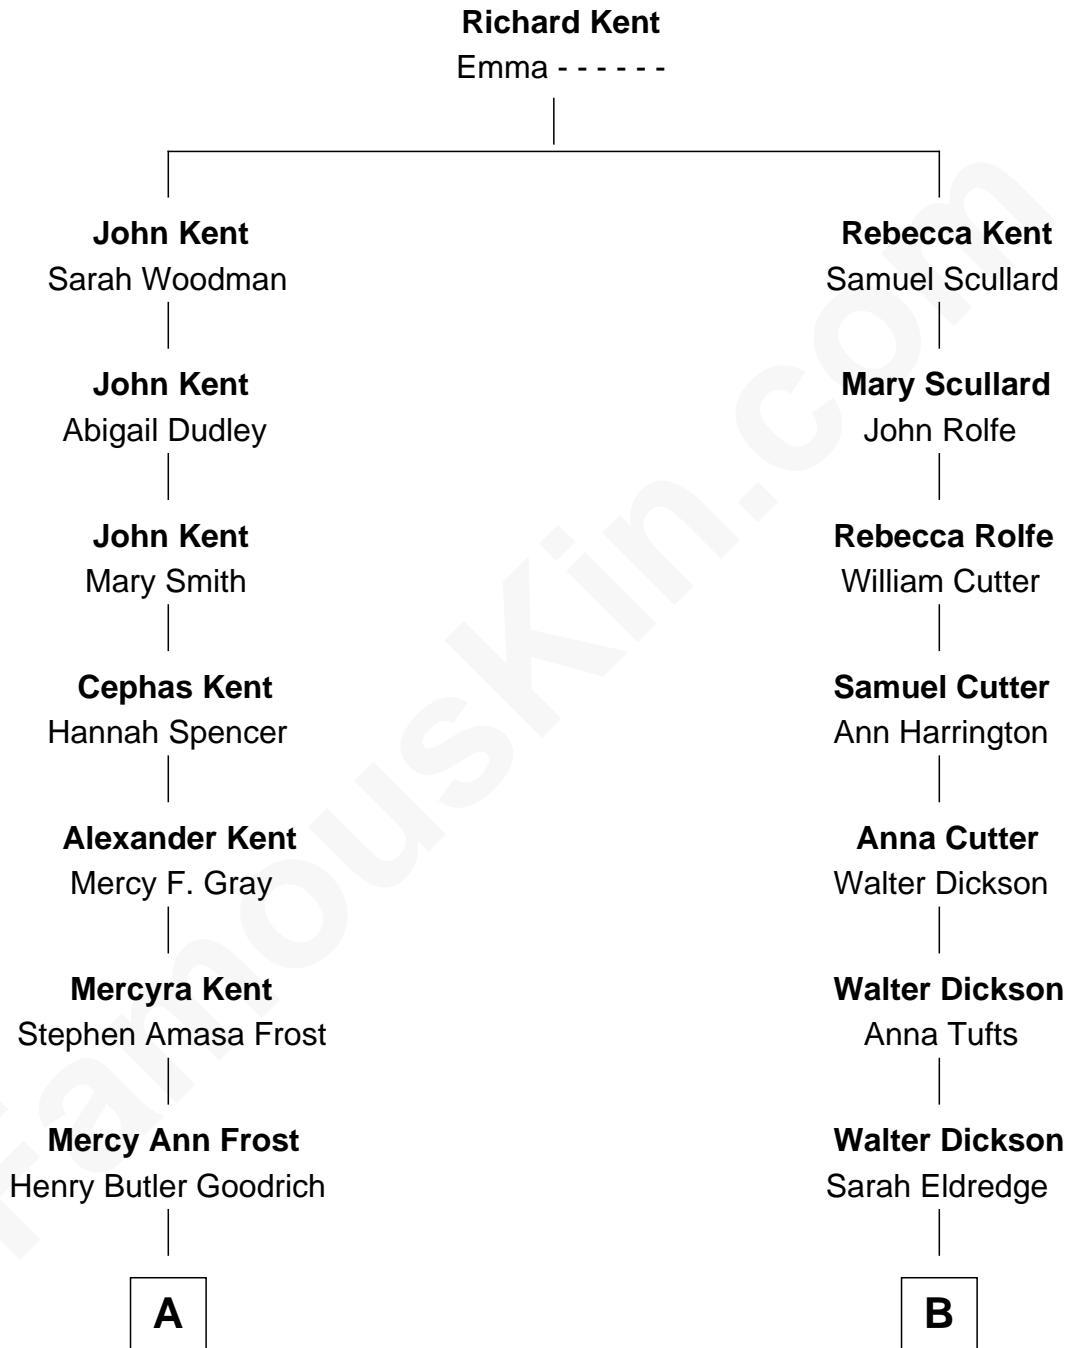 Richard Kent
Emma - - - - - -
John Kent
Sarah Woodman
Rebecca Kent
Samuel Scullard
John Kent
Abigail Dudley
Mary Scullard
John Rolfe
John Kent
Mary Smith
Rebecca Rolfe
William Cutter
Cephas Kent
Hannah Spencer
Samuel Cutter
Ann Harrington
Alexander Kent
Mercy F. Gray
Anna Cutter
Walter Dickson
Mercyra Kent
Stephen Amasa Frost
Walter Dickson
Anna Tufts
Mercy Ann Frost
Henry Butler Goodrich
Walter Dickson
Sarah Eldredge
A
B
FamousKin.com